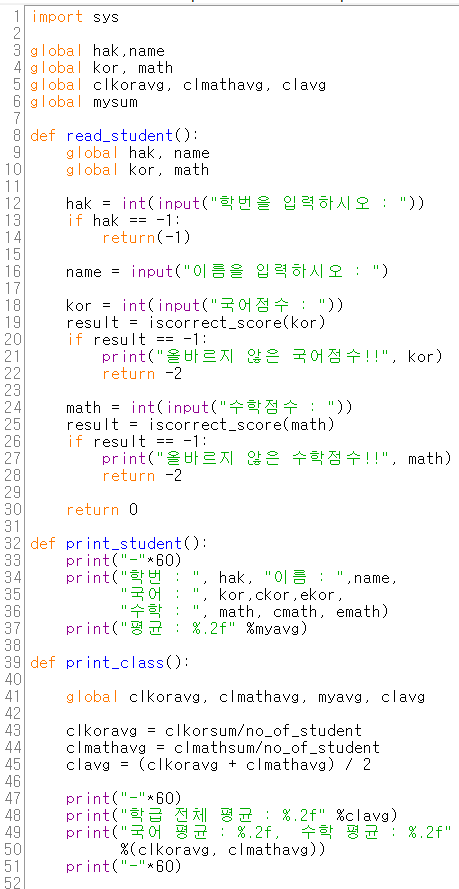 1 import sys
2
3 global hak,name
4 global kor, math
5 global clkoravg, clmathavg, clavg
6 global mysum
7
8 def read_student():
9     global hak, name
10     global kor, math
11
12     hak = int(input("학번을 입력하시오 : "))
13     if hak == -1:
14         return(-1)
15
16     name = input("이름을 입력하시오 : ")
17
18     kor = int(input("국어점수 : "))
19     result = iscorrect_score(kor)
20     if result == -1:
21         print("올바르지 않은 국어점수!!", kor)
22         return -2
23
24     math = int(input("수학점수 : "))
25     result = iscorrect_score(math)
26     if result == -1:
27         print("올바르지 않은 수학점수!!", math)
28         return -2
29
30     return 0
31
32 def print_student():
33     print("-"*60)
34     print("학번 : ", hak, "이름 : ",name,
35           "국어 : ", kor,ckor,ekor,
36           "수학 : ", math, cmath, emath)
37     print("평균 : %.2f" %myavg)
38
39 def print_class():
40
41     global clkoravg, clmathavg, myavg, clavg
42
43     clkoravg = clkorsum/no_of_student
44     clmathavg = clmathsum/no_of_student
45     clavg = (clkoravg + clmathavg) / 2
46
47     print("-"*60)
48     print("학급 전체 평균 : %.2f" %clavg)
49     print("국어 평균 : %.2f,  수학 평균 : %.2f"
50           %(clkoravg, clmathavg))
51     print("-"*60)
52